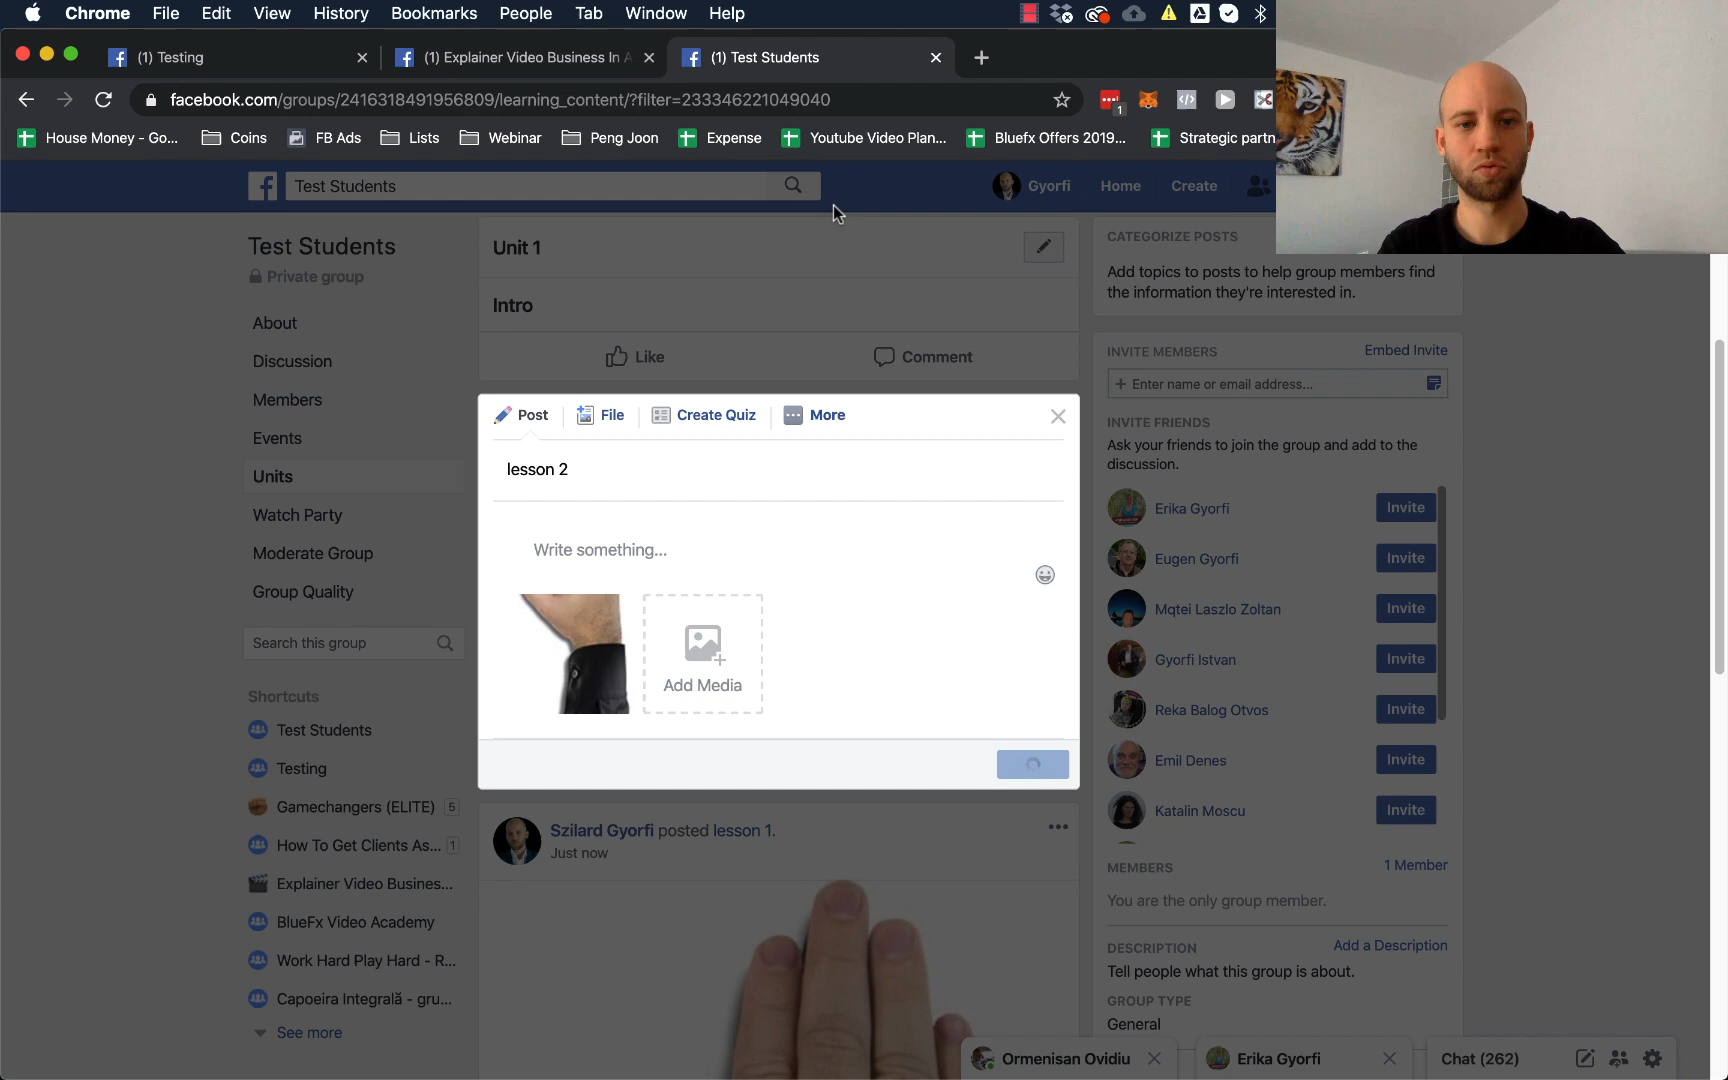 Chrome File Edit View History Bookmarks People Tab Window Help
(1) Testing
(1) Explainer Video Business In A
(1) Test Students
facebook.com/groups/2416318491956809/learning_content/?filter=233346221049040
1
House Money - Go... Coins FB Ads Lists Webinar Peng Joon Expense Youtube Video Plan... Bluefx Offers 2019... Strategic partn
Test Students
Gyorfi Home Create
Test Students
Private group
About
Discussion
Members
Events
Units
Watch Party
Moderate Group
Group Quality
Search this group
Shortcuts
Test Students
Testing
Gamechangers (ELITE) 5
How To Get Clients As... 1
Explainer Video Busines...
BlueFx Video Academy
Work Hard Play Hard - R...
Capoeira Integrală - gru...
See more
Unit 1
Intro
Like Comment
Post File Create Quiz More
lesson 2
Write something...
Add Media
Szilard Gyorfi posted lesson 1.
Just now
CATEGORIZE POSTS
Add topics to posts to help group members find
the information they're interested in.
INVITE MEMBERS Embed Invite
+ Enter name or email address...
INVITE FRIENDS
Ask your friends to join the group and add to the
discussion.
Erika Gyorfi Invite
Eugen Gyorfi Invite
Mqtei Laszlo Zoltan Invite
Gyorfi Istvan Invite
Reka Balog Otvos Invite
Emil Denes Invite
Katalin Moscu Invite
MEMBERS 1 Member
You are the only group member.
DESCRIPTION Add a Description
Tell people what this group is about.
GROUP TYPE
General
Ormenisan Ovidiu Erika Gyorfi Chat (262)